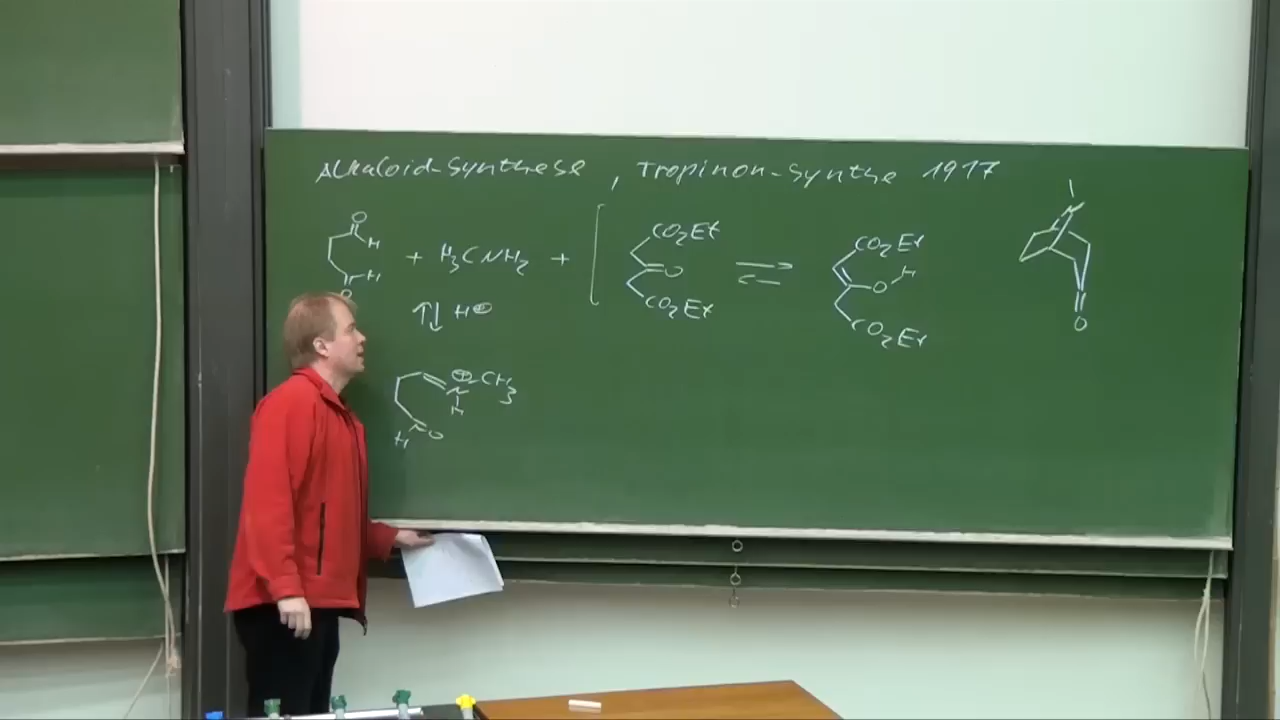 Alkaloid-Synthese, Tropinon-Synthe 1917
O
H
H
O
+ H3CNH2 +
[
CO2Et
O
CO2Et
⇌
CO2Et
H
O
CO2Et
N
O
⇅ H⊕
⊕ CH3
N
H
H
O